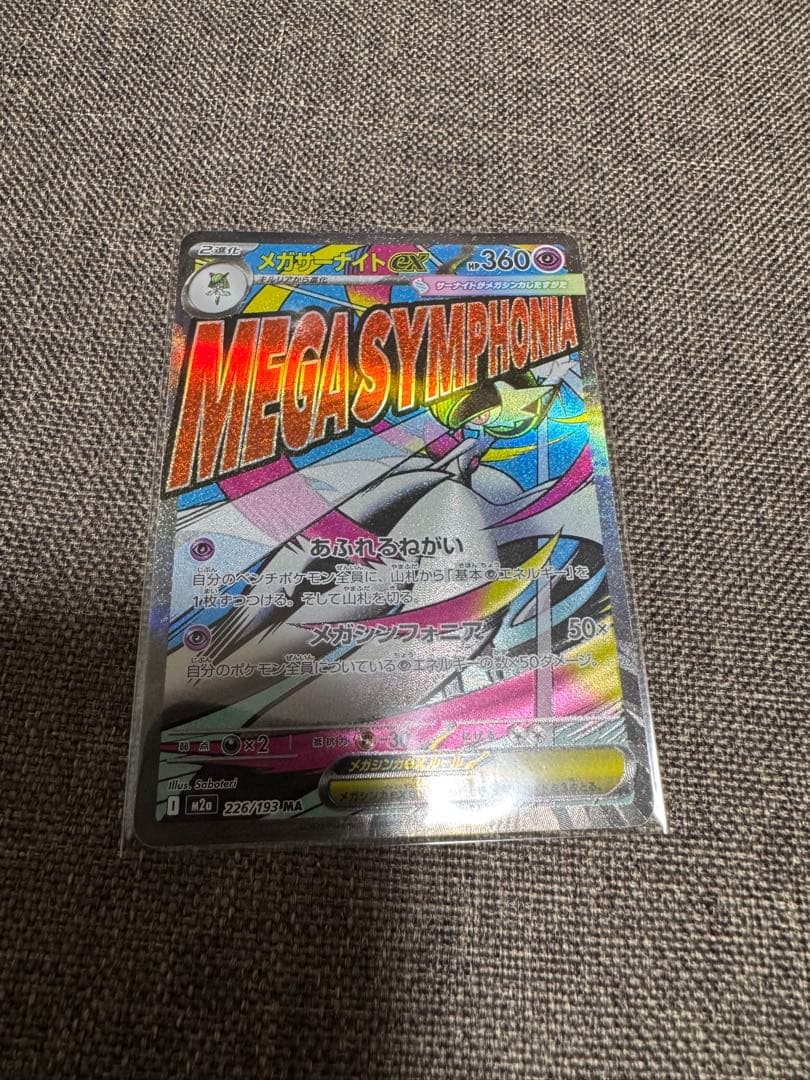 2進化
メガサーナイトex
HP360
キルリアから進化
サーナイトがメガシンカしたすがた
MEGASYMPHONIA
あふれるねがい
自分のベンチポケモン全員に、山札から「基本エネルギー」を
1枚ずつつける。そして山札を切る。
メガシンフォニア 50×
自分のポケモン全員についているエネルギーの数×50ダメージ。
弱点 ×2 抵抗力 -30 にげる
メガシンカexルール
Illus. Saboteri
I m2a 226/193 MA